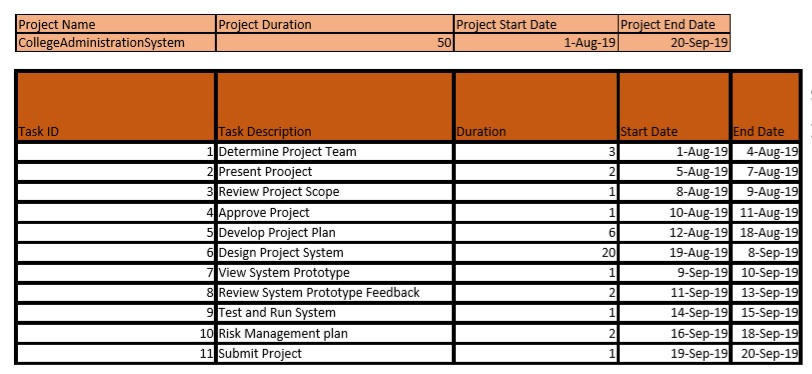 Project Name Project Duration Project Start Date Project End Date
CollegeAdministrationSystem 50 1-Aug-19 20-Sep-19
Task ID Task Description Duration Start Date End Date
1 Determine Project Team 3 1-Aug-19 4-Aug-19
2 Present Prooject 2 5-Aug-19 7-Aug-19
3 Review Project Scope 1 8-Aug-19 9-Aug-19
4 Approve Project 1 10-Aug-19 11-Aug-19
5 Develop Project Plan 6 12-Aug-19 18-Aug-19
6 Design Project System 20 19-Aug-19 8-Sep-19
7 View System Prototype 1 9-Sep-19 10-Sep-19
8 Review System Prototype Feedback 2 11-Sep-19 13-Sep-19
9 Test and Run System 1 14-Sep-19 15-Sep-19
10 Risk Management plan 2 16-Sep-19 18-Sep-19
11 Submit Project 1 19-Sep-19 20-Sep-19